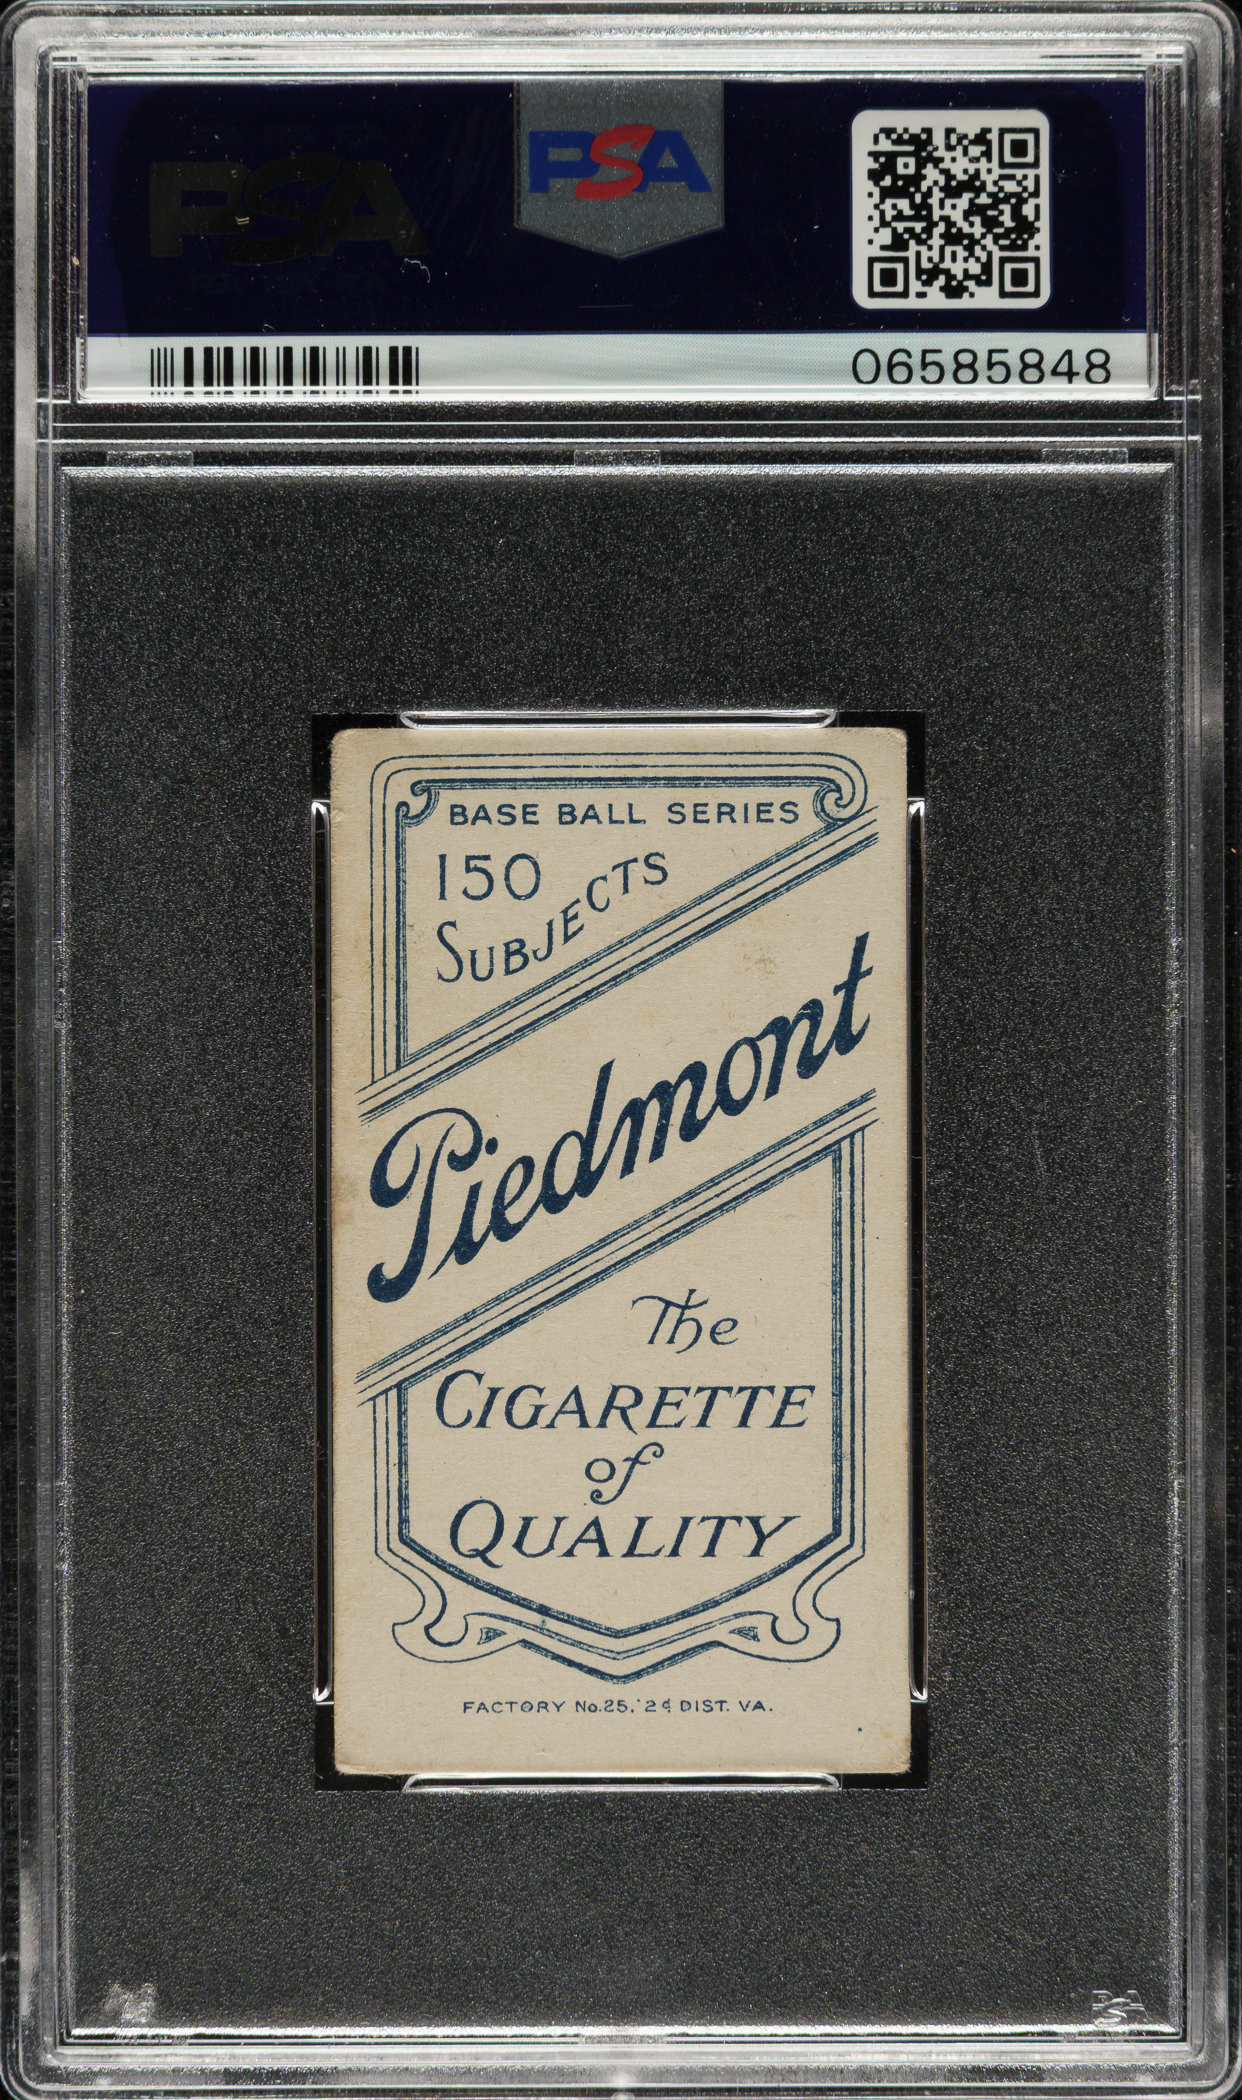 PSA
PSA
06585848
BASE BALL SERIES
150
SUBJECTS
Piedmont
The
CIGARETTE
of
QUALITY
FACTORY No.25, 2d DIST. VA.
PSA